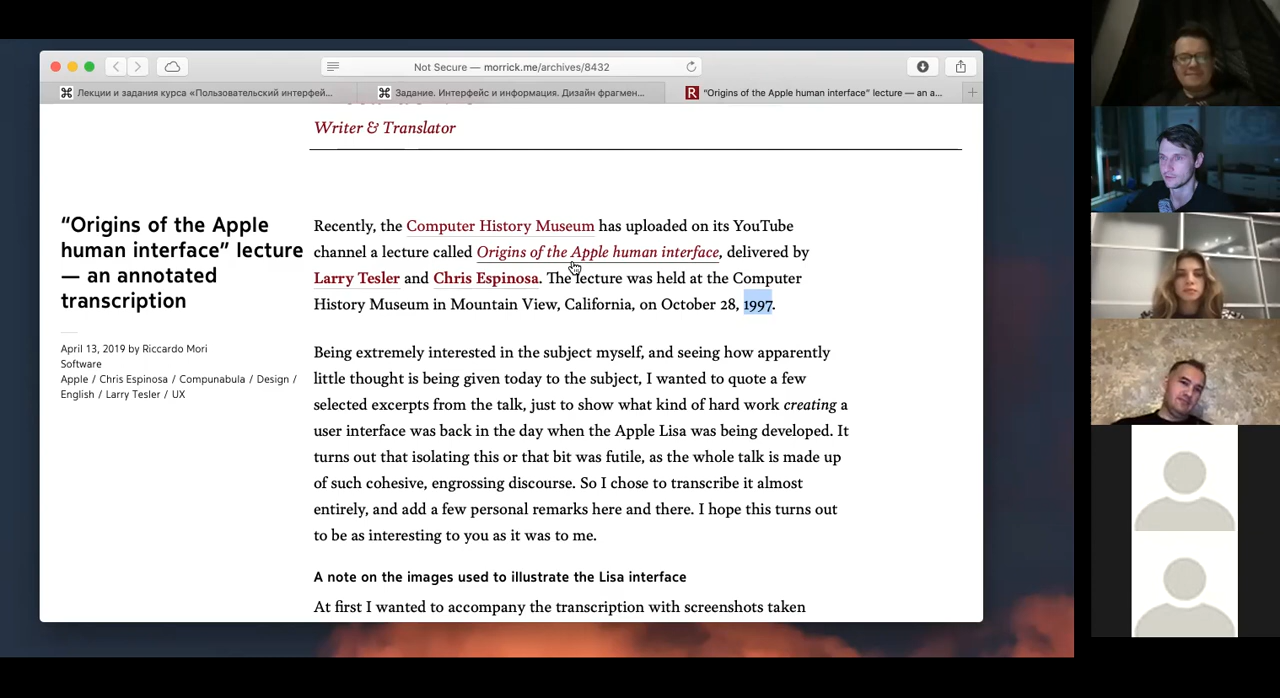 Not Secure — morrick.me/archives/8432
Лекции и задания курса «Пользовательский интерфей...
Задание. Интерфейс и информация. Дизайн фрагмен...
R “Origins of the Apple human interface” lecture — an a...
Writer & Translator
“Origins of the Apple
human interface” lecture
— an annotated
transcription
April 13, 2019 by Riccardo Mori
Software
Apple / Chris Espinosa / Compunabula / Design /
English / Larry Tesler / UX
Recently, the Computer History Museum has uploaded on its YouTube
channel a lecture called Origins of the Apple human interface, delivered by
Larry Tesler and Chris Espinosa. The lecture was held at the Computer
History Museum in Mountain View, California, on October 28, 1997.
Being extremely interested in the subject myself, and seeing how apparently
little thought is being given today to the subject, I wanted to quote a few
selected excerpts from the talk, just to show what kind of hard work creating a
user interface was back in the day when the Apple Lisa was being developed. It
turns out that isolating this or that bit was futile, as the whole talk is made up
of such cohesive, engrossing discourse. So I chose to transcribe it almost
entirely, and add a few personal remarks here and there. I hope this turns out
to be as interesting to you as it was to me.
A note on the images used to illustrate the Lisa interface
At first I wanted to accompany the transcription with screenshots taken